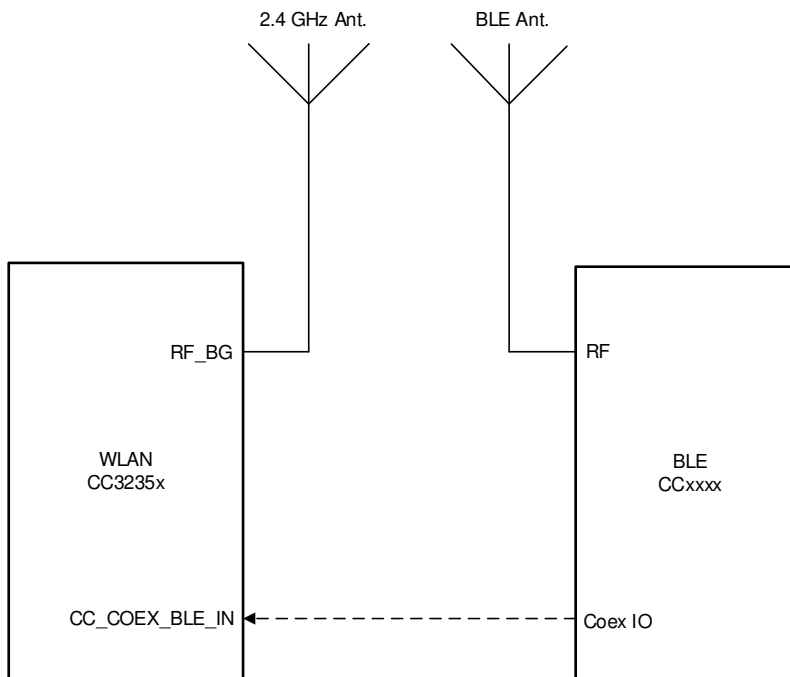 2.4 GHz Ant.
BLE Ant.
RF_BG
RF
WLAN
CC3235x
BLE
CCxxxx
CC_COEX_BLE_IN
Coex IO